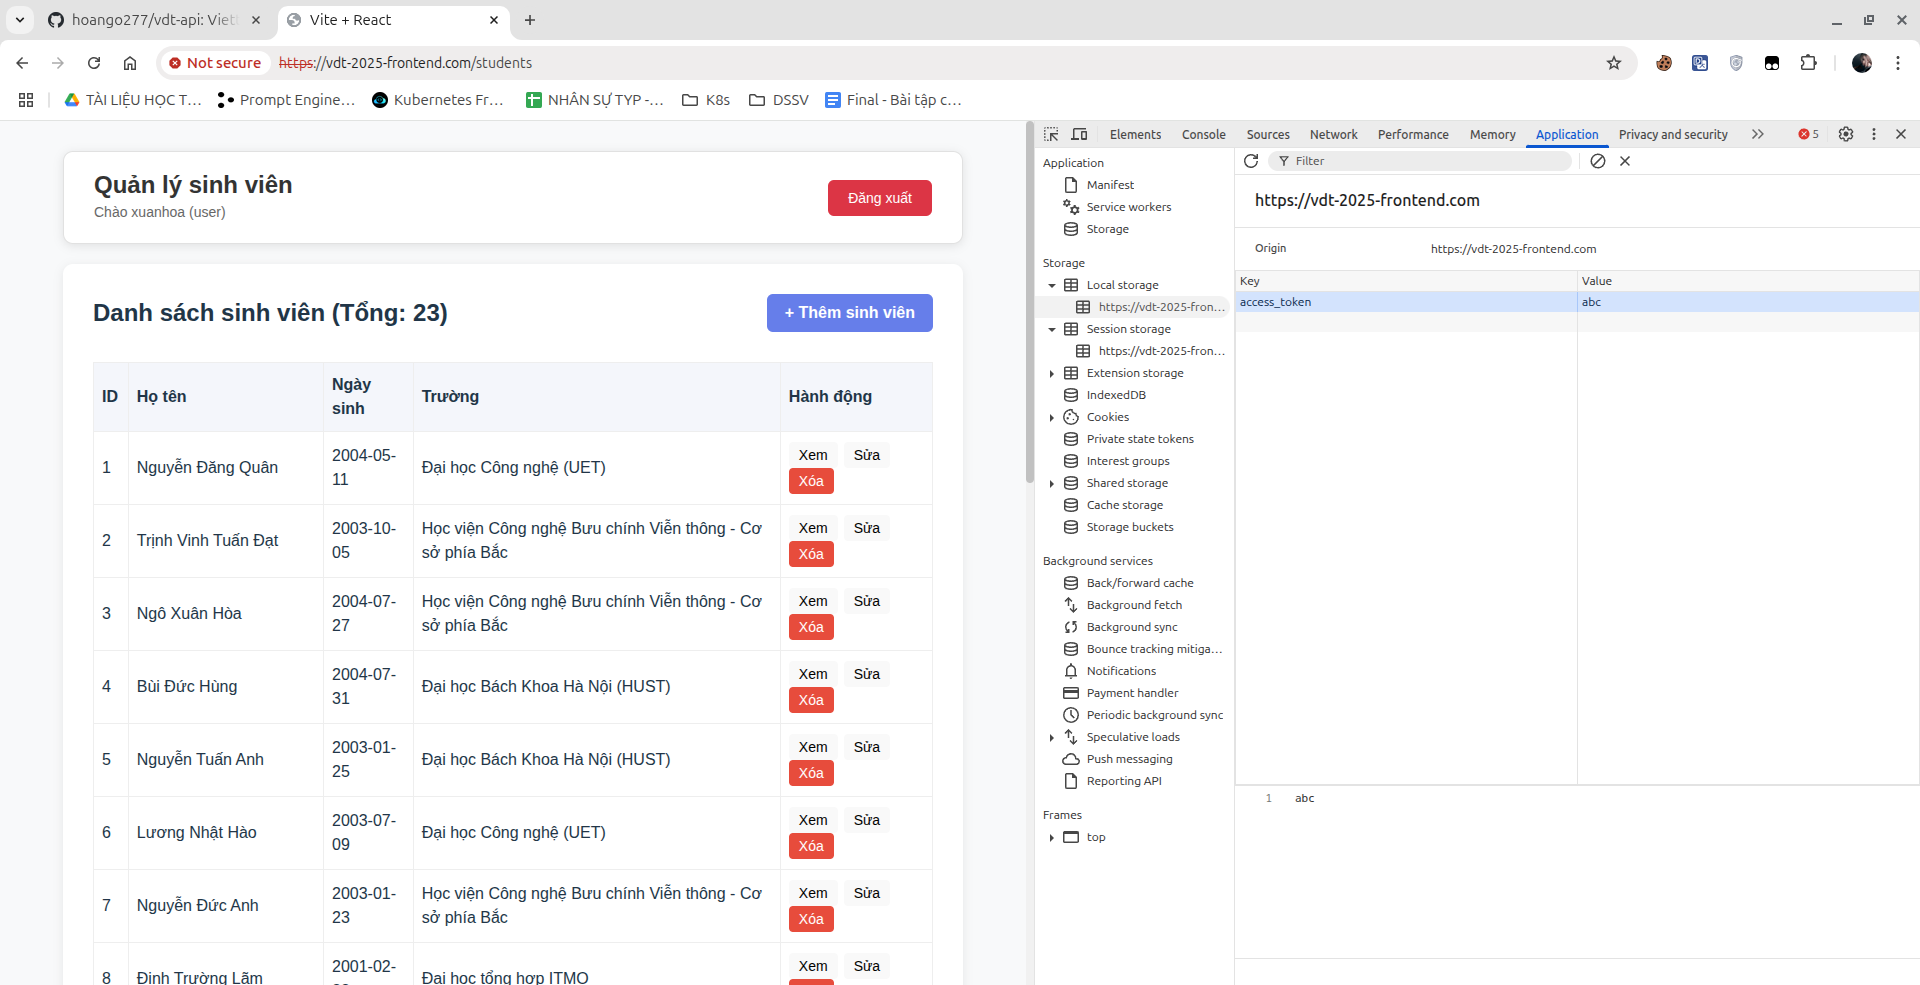 hoango277/vdt-api: Viet
Vite + React
Not secure
https://vdt-2025-frontend.com/students
TÀI LIỆU HỌC T...
Prompt Engine...
Kubernetes Fr...
NHÂN SỰ TYP -...
K8s
DSSV
Final - Bài tập c...
Quản lý sinh viên
Chào xuanhoa (user)
Đăng xuất
Danh sách sinh viên (Tổng: 23)
+ Thêm sinh viên
ID Họ tên Ngày sinh Trường Hành động
1 Nguyễn Đăng Quân 2004-05-11 Đại học Công nghệ (UET) Xem Sửa Xóa
2 Trịnh Vinh Tuấn Đạt 2003-10-05 Học viện Công nghệ Bưu chính Viễn thông - Cơ sở phía Bắc Xem Sửa Xóa
3 Ngô Xuân Hòa 2004-07-27 Học viện Công nghệ Bưu chính Viễn thông - Cơ sở phía Bắc Xem Sửa Xóa
4 Bùi Đức Hùng 2004-07-31 Đại học Bách Khoa Hà Nội (HUST) Xem Sửa Xóa
5 Nguyễn Tuấn Anh 2003-01-25 Đại học Bách Khoa Hà Nội (HUST) Xem Sửa Xóa
6 Lương Nhật Hào 2003-07-09 Đại học Công nghệ (UET) Xem Sửa Xóa
7 Nguyễn Đức Anh 2003-01-23 Học viện Công nghệ Bưu chính Viễn thông - Cơ sở phía Bắc Xem Sửa Xóa
8 Đinh Trường Lãm 2001-02- Đại học tổng hợp ITMO Xem Sửa
Elements Console Sources Network Performance Memory Application Privacy and security 5
Application
Manifest
Service workers
Storage
Storage
Local storage
https://vdt-2025-fron...
Session storage
https://vdt-2025-fron...
Extension storage
IndexedDB
Cookies
Private state tokens
Interest groups
Shared storage
Cache storage
Storage buckets
Background services
Back/forward cache
Background fetch
Background sync
Bounce tracking mitiga...
Notifications
Payment handler
Periodic background sync
Speculative loads
Push messaging
Reporting API
Frames
top
Filter
https://vdt-2025-frontend.com
Origin https://vdt-2025-frontend.com
Key Value
access_token abc
1 abc